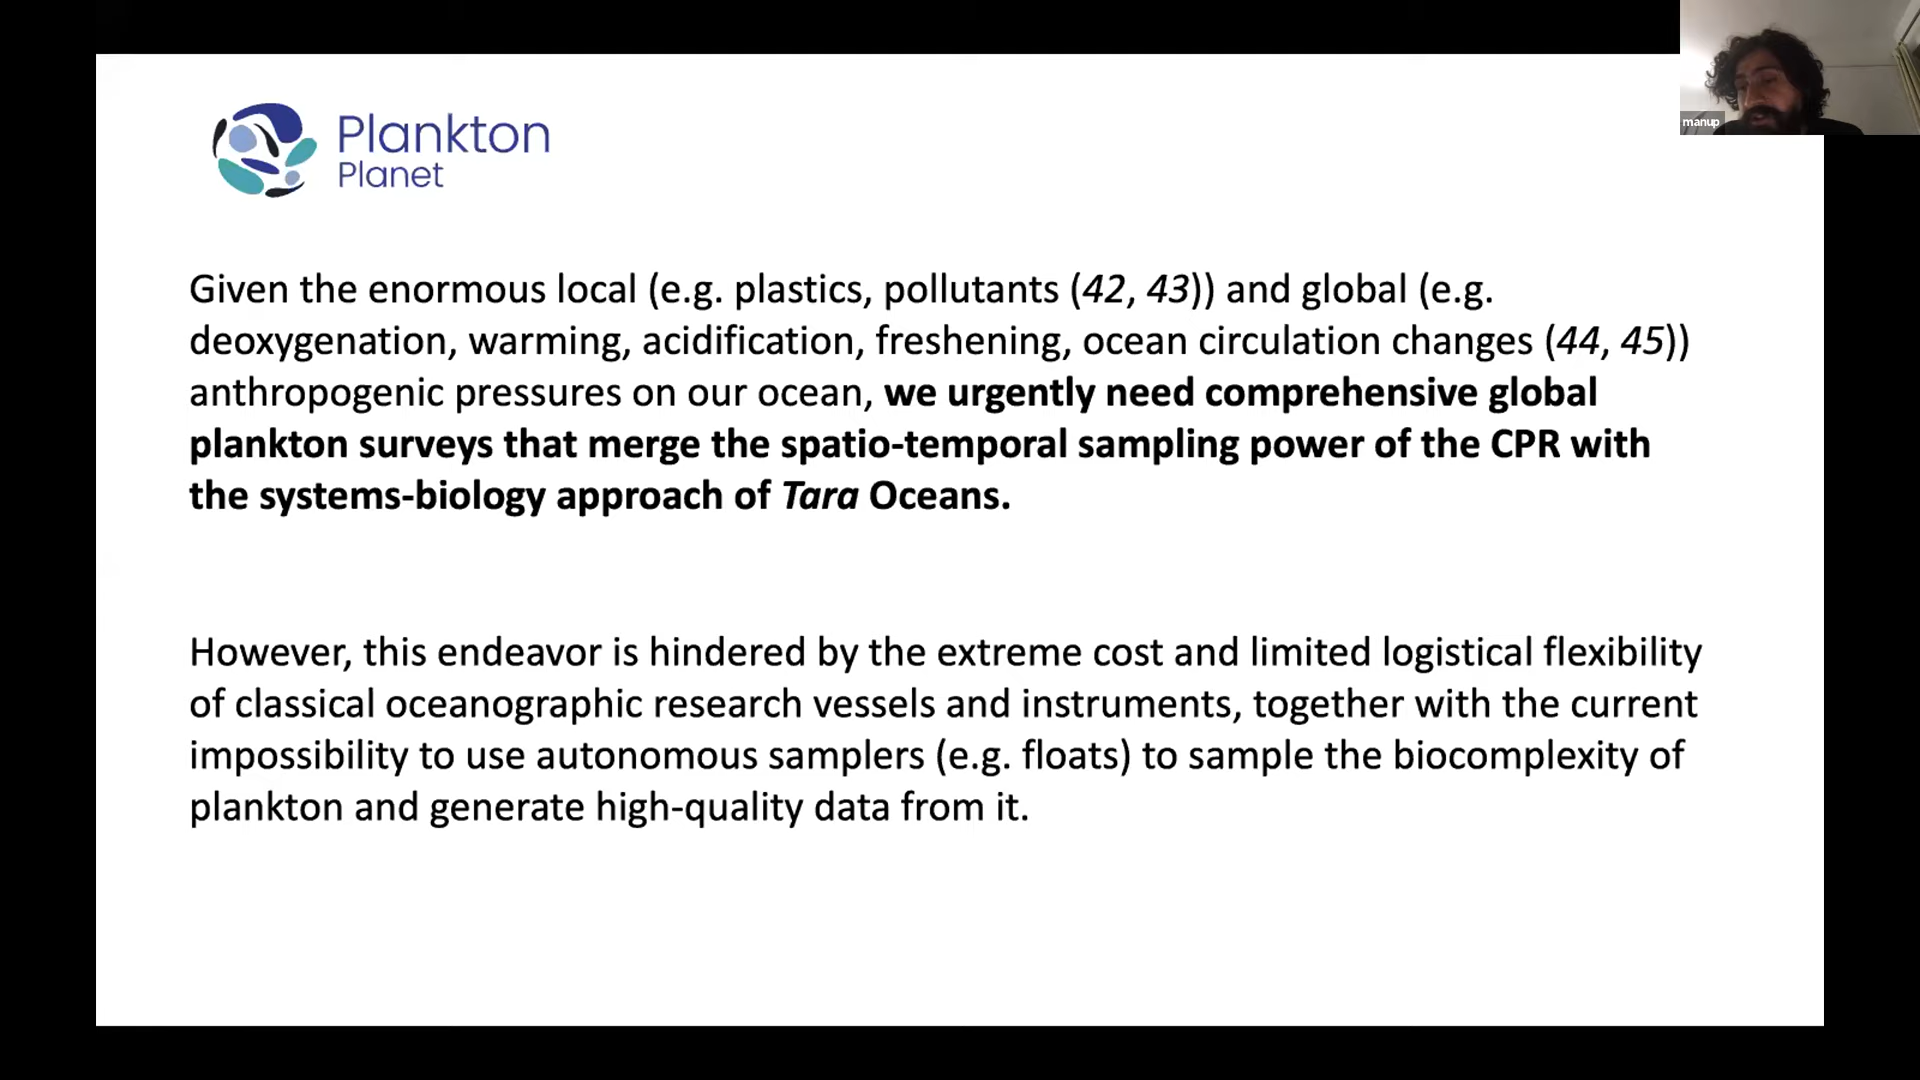 Plankton
Planet
manup
Given the enormous local (e.g. plastics, pollutants (42, 43)) and global (e.g.
deoxygenation, warming, acidification, freshening, ocean circulation changes (44, 45))
anthropogenic pressures on our ocean, we urgently need comprehensive global
plankton surveys that merge the spatio-temporal sampling power of the CPR with
the systems-biology approach of Tara Oceans.
However, this endeavor is hindered by the extreme cost and limited logistical flexibility
of classical oceanographic research vessels and instruments, together with the current
impossibility to use autonomous samplers (e.g. floats) to sample the biocomplexity of
plankton and generate high-quality data from it.